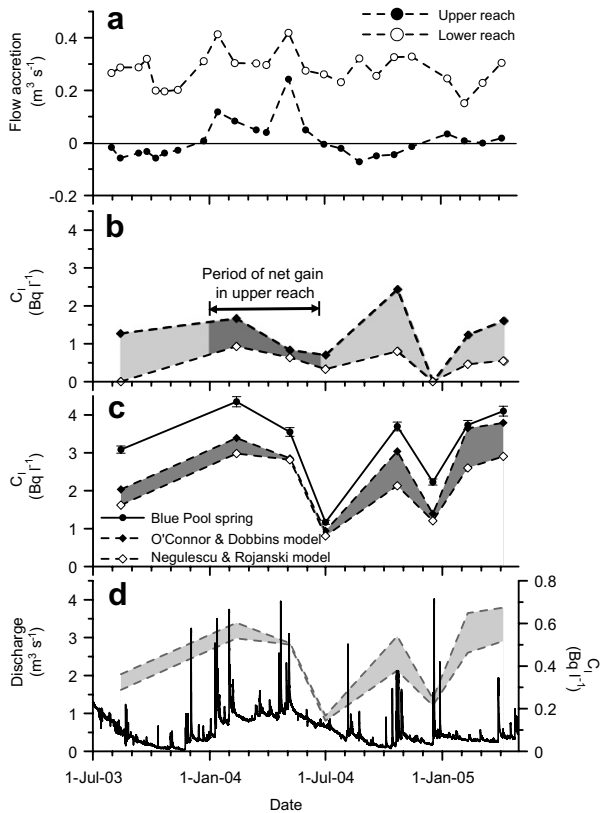 a
Upper reach
Lower reach
Flow accretion
(m³ s⁻¹)
0.4
0.2
0
-0.2
b
Period of net gain
in upper reach
C_I
(Bq l⁻¹)
4
3
2
1
0
c
C_I
(Bq l⁻¹)
4
3
2
1
0
Blue Pool spring
O'Connor & Dobbins model
Negulescu & Rojanski model
d
Discharge
(m³ s⁻¹)
4
3
2
1
0
0.8
0.6
0.4
0.2
0
C_I
(Bq l⁻¹)
1-Jul-03
1-Jan-04
1-Jul-04
1-Jan-05
Date